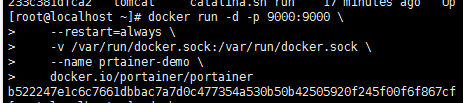 233c381dfca2   tomcat   "catalina.sh run"   17 minutes ago   Up
[root@localhost ~]# docker run -d -p 9000:9000 \
>     --restart=always \
>     -v /var/run/docker.sock:/var/run/docker.sock \
>     --name prtainer-demo \
>     docker.io/portainer/portainer
b522247e1c6c7661dbbac7a7d0c477354a530b50b42505920f245f00f6f867cf